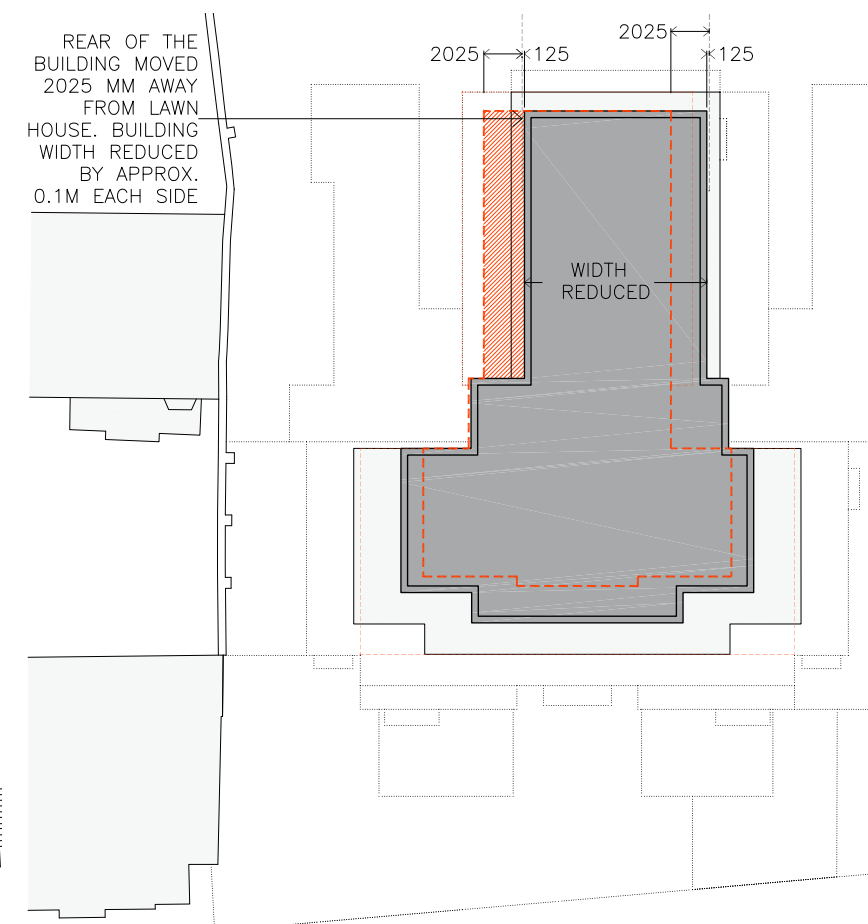 REAR OF THE
BUILDING MOVED
2025 MM AWAY
FROM LAWN
HOUSE. BUILDING
WIDTH REDUCED
BY APPROX.
0.1M EACH SIDE
2025
125
2025
125
WIDTH
REDUCED